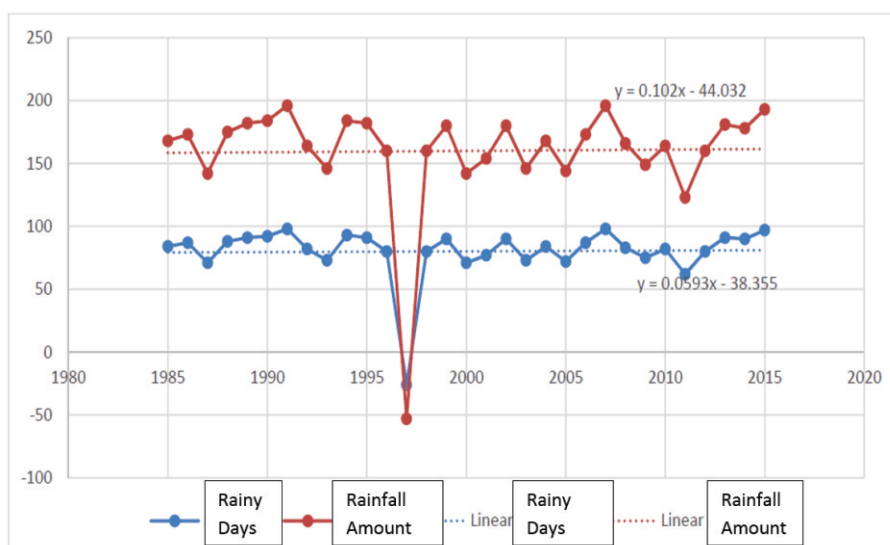 250
200
150
100
50
0
-50
-100
y = 0.102x - 44.032
y = 0.0593x - 38.355
1980 1985 1990 1995 2000 2005 2010 2015 2020
Rainy Days
Rainfall Amount
Linear Rainy Days
Linear Rainfall Amount